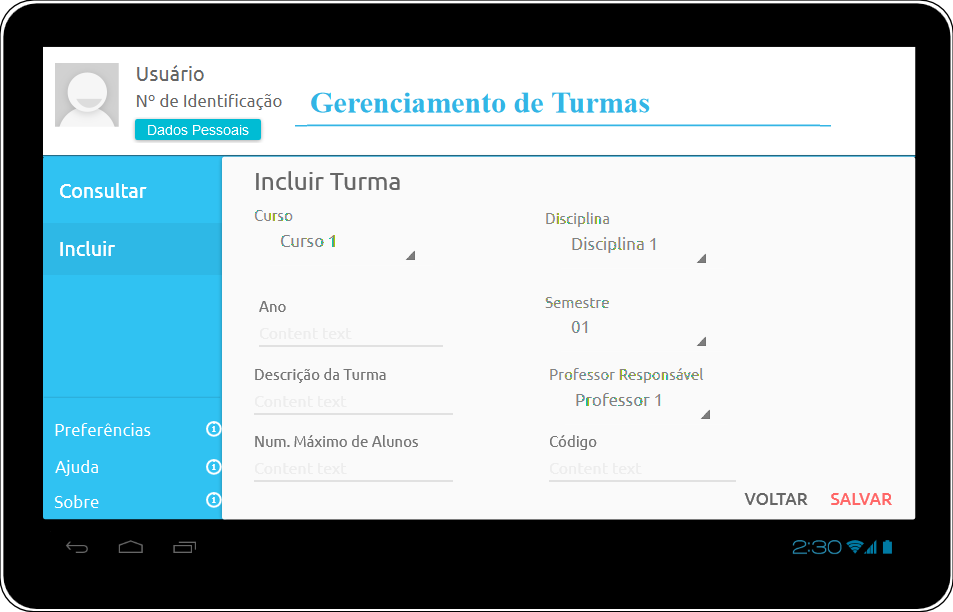 Usuário
Nº de Identificação
Dados Pessoais
Gerenciamento de Turmas
Consultar
Incluir
Preferências
Ajuda
Sobre
Incluir Turma
Curso
Curso 1
Disciplina
Disciplina 1
Ano
Content text
Semestre
01
Descrição da Turma
Content text
Professor Responsável
Professor 1
Num. Máximo de Alunos
Content text
Código
Content text
VOLTAR
SALVAR
2:30